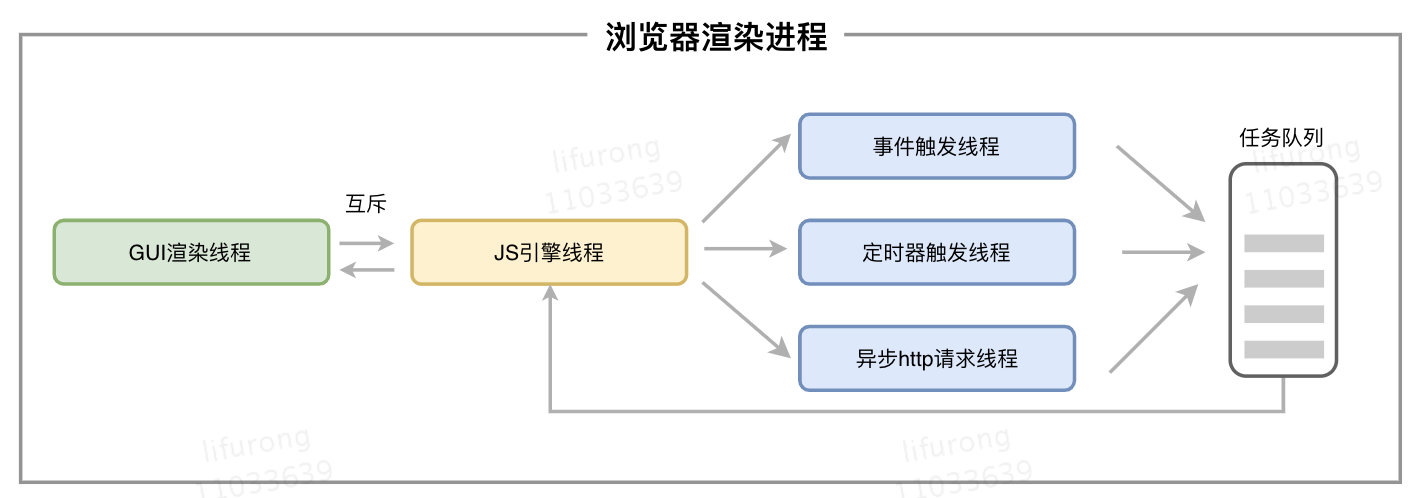 浏览器渲染进程
事件触发线程
任务队列
lifurong
11033639
lifurong
11033639
互斥
GUI渲染线程
JS引擎线程
定时器触发线程
异步http请求线程
lifurong
11033639
lifurong
11033639